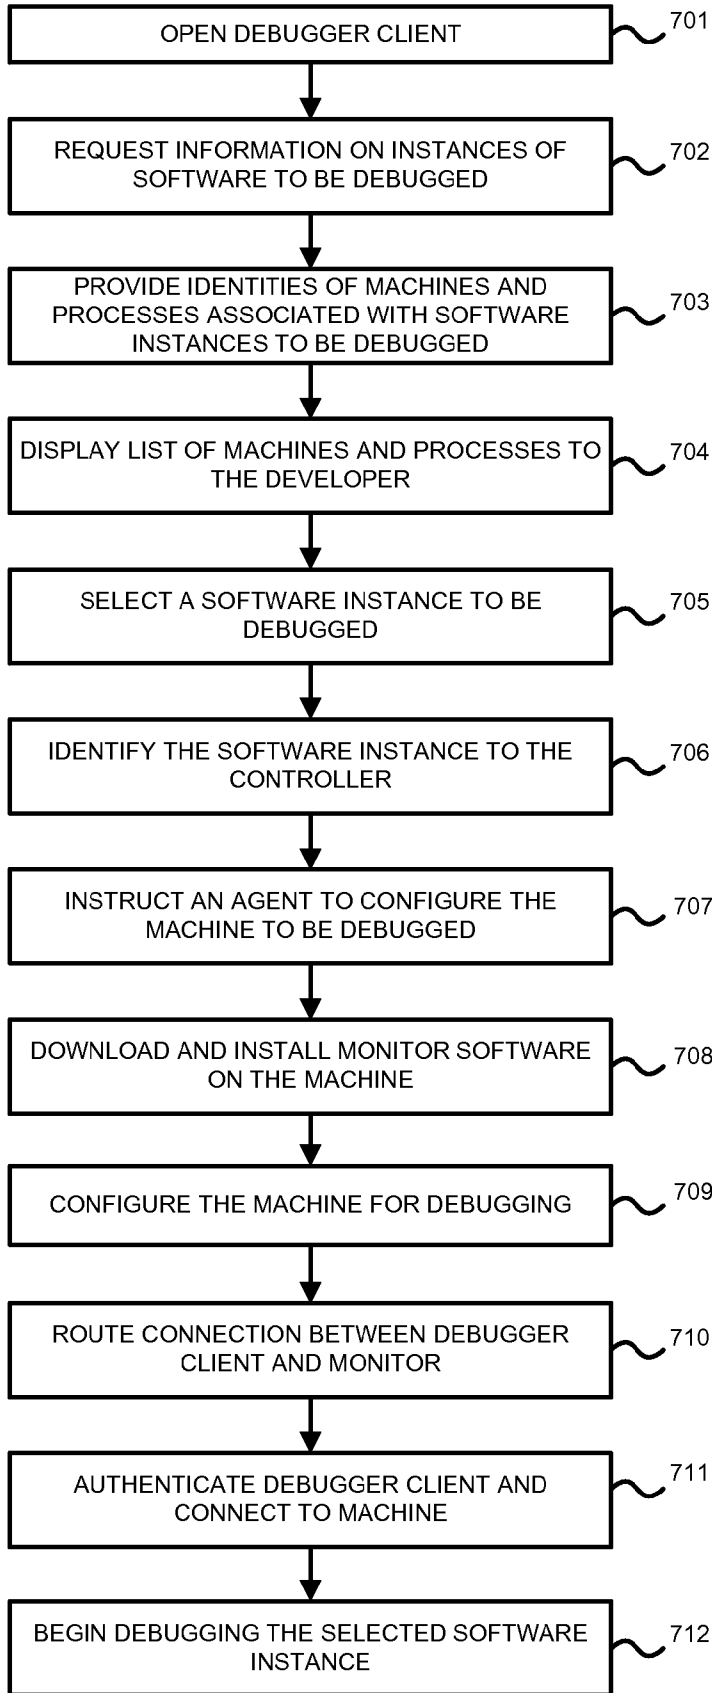 OPEN DEBUGGER CLIENT
701
REQUEST INFORMATION ON INSTANCES OF
SOFTWARE TO BE DEBUGGED
702
PROVIDE IDENTITIES OF MACHINES AND
PROCESSES ASSOCIATED WITH SOFTWARE
INSTANCES TO BE DEBUGGED
703
DISPLAY LIST OF MACHINES AND PROCESSES TO
THE DEVELOPER
704
SELECT A SOFTWARE INSTANCE TO BE
DEBUGGED
705
IDENTIFY THE SOFTWARE INSTANCE TO THE
CONTROLLER
706
INSTRUCT AN AGENT TO CONFIGURE THE
MACHINE TO BE DEBUGGED
707
DOWNLOAD AND INSTALL MONITOR SOFTWARE
ON THE MACHINE
708
CONFIGURE THE MACHINE FOR DEBUGGING
709
ROUTE CONNECTION BETWEEN DEBUGGER
CLIENT AND MONITOR
710
AUTHENTICATE DEBUGGER CLIENT AND
CONNECT TO MACHINE
711
BEGIN DEBUGGING THE SELECTED SOFTWARE
INSTANCE
712